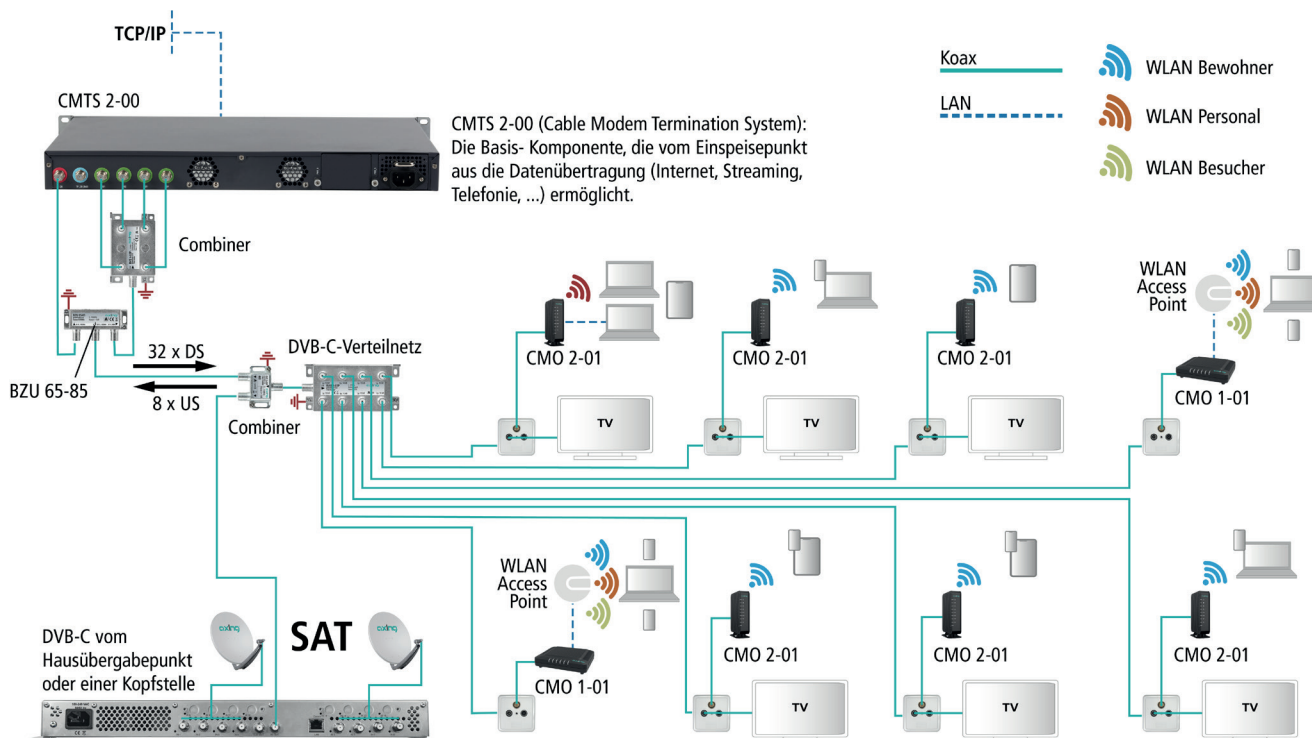 TCP/IP
CMTS 2-00
CMTS 2-00 (Cable Modem Termination System):
Die Basis- Komponente, die vom Einspeisepunkt
aus die Datenübertragung (Internet, Streaming,
Telefonie, ...) ermöglicht.
Koax
LAN
WLAN Bewohner
WLAN Personal
WLAN Besucher
Combiner
BZU 65-85
32 x DS
8 x US
Combiner
DVB-C-Verteilnetz
CMO 2-01
TV
CMO 2-01
TV
CMO 2-01
TV
WLAN
Access
Point
CMO 1-01
WLAN
Access
Point
CMO 1-01
CMO 2-01
TV
CMO 2-01
TV
CMO 2-01
TV
DVB-C vom
Hausübergabepunkt
oder einer Kopfstelle
axing
SAT
axing